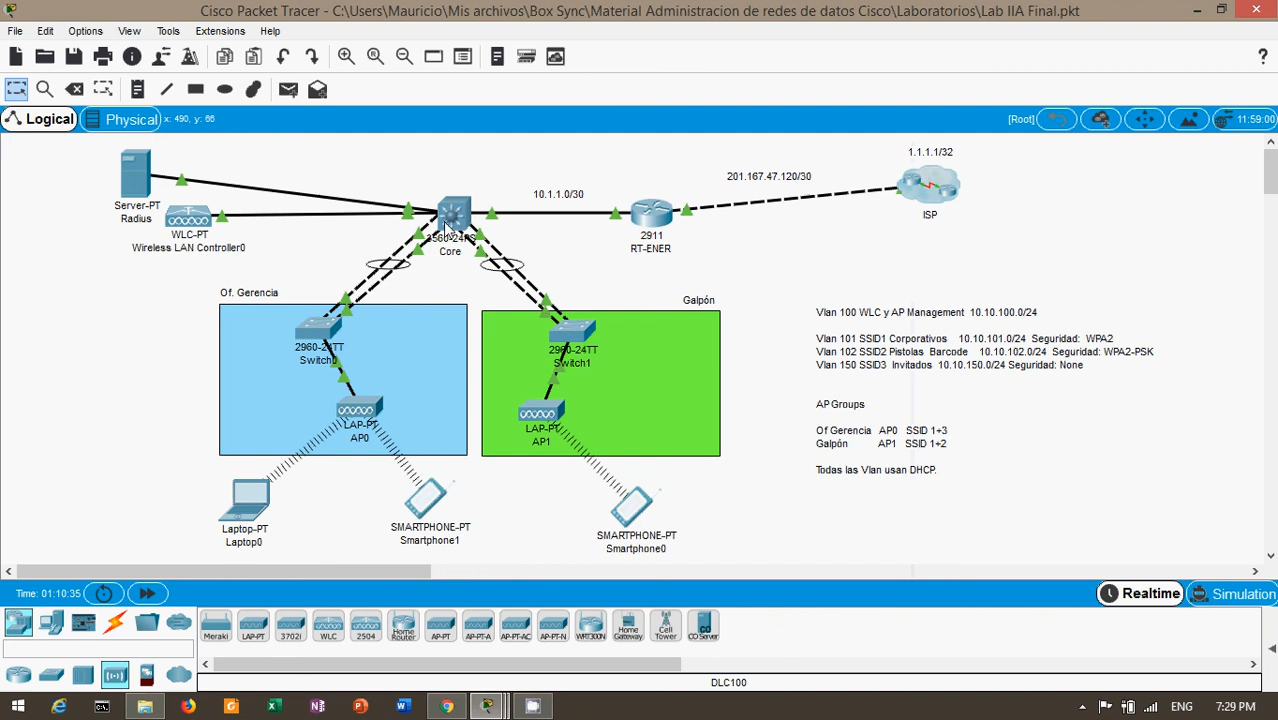 Cisco Packet Tracer - C:\Users\Mauricio\Mis archivos\Box Sync\Material Administracion de redes de datos Cisco\Laboratorios\Lab IIA Final.pkt
File Edit Options View Tools Extensions Help
Logical Physical x: 490, y: 66 [Root] 11:59:00
1.1.1.1/32
201.167.47.120/30
10.1.1.0/30
Server-PT
Radius
WLC-PT
Wireless LAN Controller0
3560-24PS
Core
2911
RT-ENER
ISP
Of. Gerencia
Galpón
2960-24TT
Switch0
2960-24TT
Switch1
LAP-PT
AP0
LAP-PT
AP1
Laptop-PT
Laptop0
SMARTPHONE-PT
Smartphone1
SMARTPHONE-PT
Smartphone0
Vlan 100 WLC y AP Management 10.10.100.0/24
Vlan 101 SSID1 Corporativos 10.10.101.0/24 Seguridad: WPA2
Vlan 102 SSID2 Pistolas Barcode 10.10.102.0/24 Seguridad: WPA2-PSK
Vlan 150 SSID3 Invitados 10.10.150.0/24 Seguridad: None
AP Groups
Of Gerencia AP0 SSID 1+3
Galpón AP1 SSID 1+2
Todas las Vlan usan DHCP.
Time: 01:10:35 Realtime Simulation
Meraki LAP-PT 3702i WLC 2504 Home Router AP-PT AP-PT-A AP-PT-AC AP-PT-N WRT300N Home Gateway Cell Tower CO Server
DLC100
ENG 7:29 PM